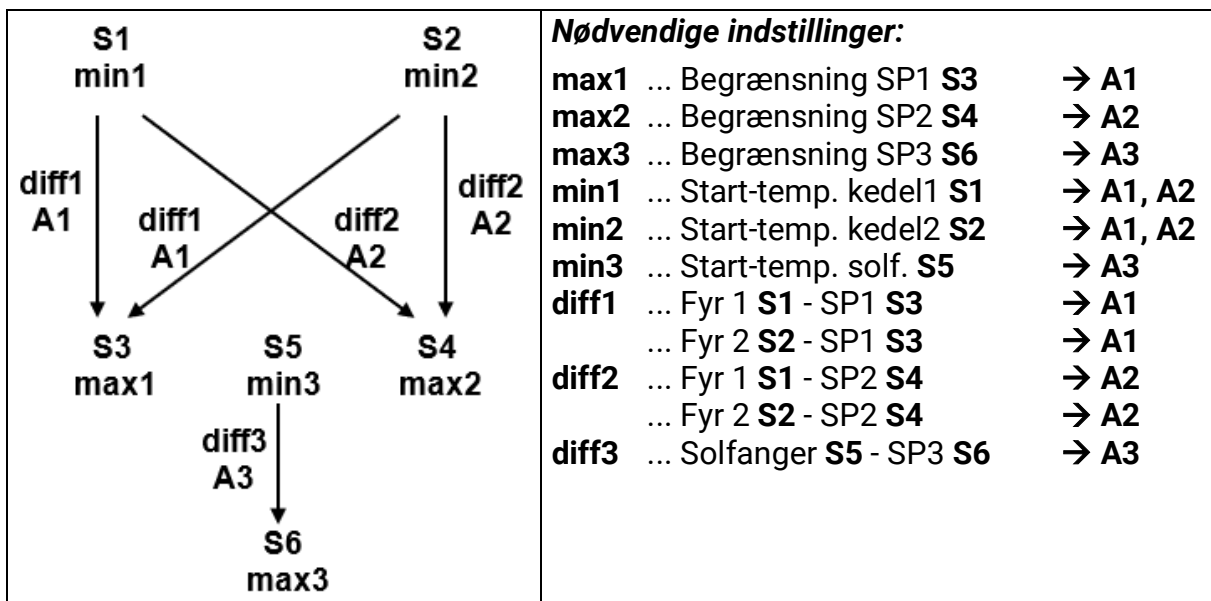 S1
min1
S2
min2
diff1
A1
diff1
A1
diff2
A2
diff2
A2
S3
max1
S5
min3
S4
max2
diff3
A3
S6
max3
Nødvendige indstillinger:
max1 ... Begrænsning SP1 S3 → A1
max2 ... Begrænsning SP2 S4 → A2
max3 ... Begrænsning SP3 S6 → A3
min1 ... Start-temp. kedel1 S1 → A1, A2
min2 ... Start-temp. kedel2 S2 → A1, A2
min3 ... Start-temp. solf. S5 → A3
diff1 ... Fyr 1 S1 - SP1 S3 → A1
... Fyr 2 S2 - SP1 S3 → A1
diff2 ... Fyr 1 S1 - SP2 S4 → A2
... Fyr 2 S2 - SP2 S4 → A2
diff3 ... Solfanger S5 - SP3 S6 → A3